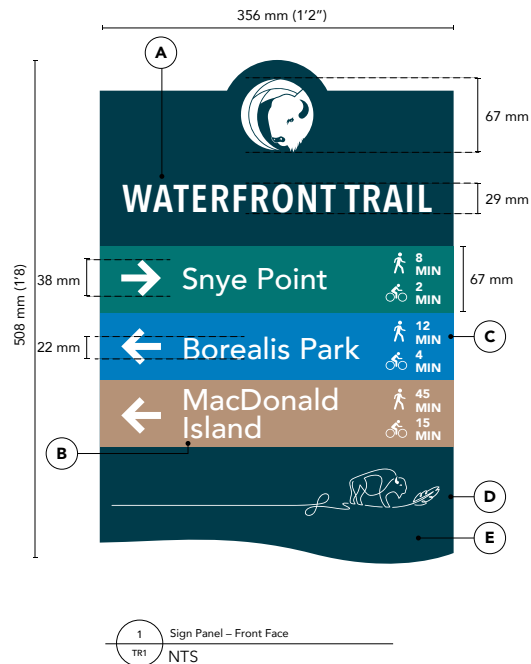 356 mm (1'2”)
A
67 mm
WATERFRONT TRAIL
29 mm
508 mm (1'8)
38 mm
Snye Point
8
MIN
2
MIN
67 mm
22 mm
Borealis Park
12
MIN
4
MIN
C
MacDonald
Island
45
MIN
15
MIN
B
D
E
1
TR1
Sign Panel – Front Face
NTS